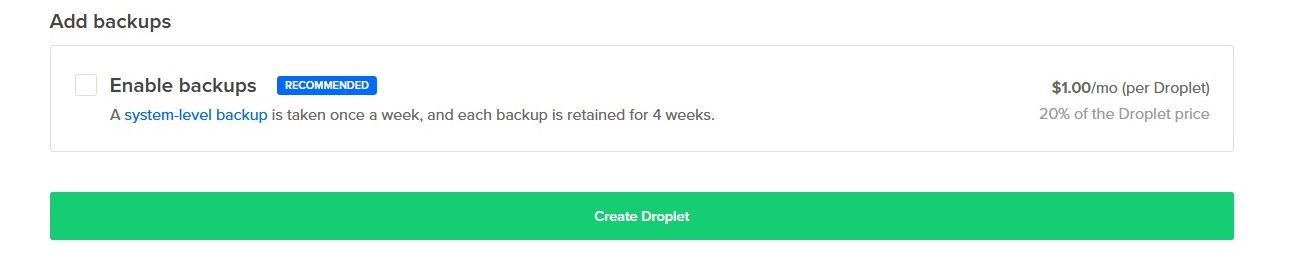 Add backups
Enable backups RECOMMENDED
$1.00/mo (per Droplet)
A system-level backup is taken once a week, and each backup is retained for 4 weeks.
20% of the Droplet price
Create Droplet